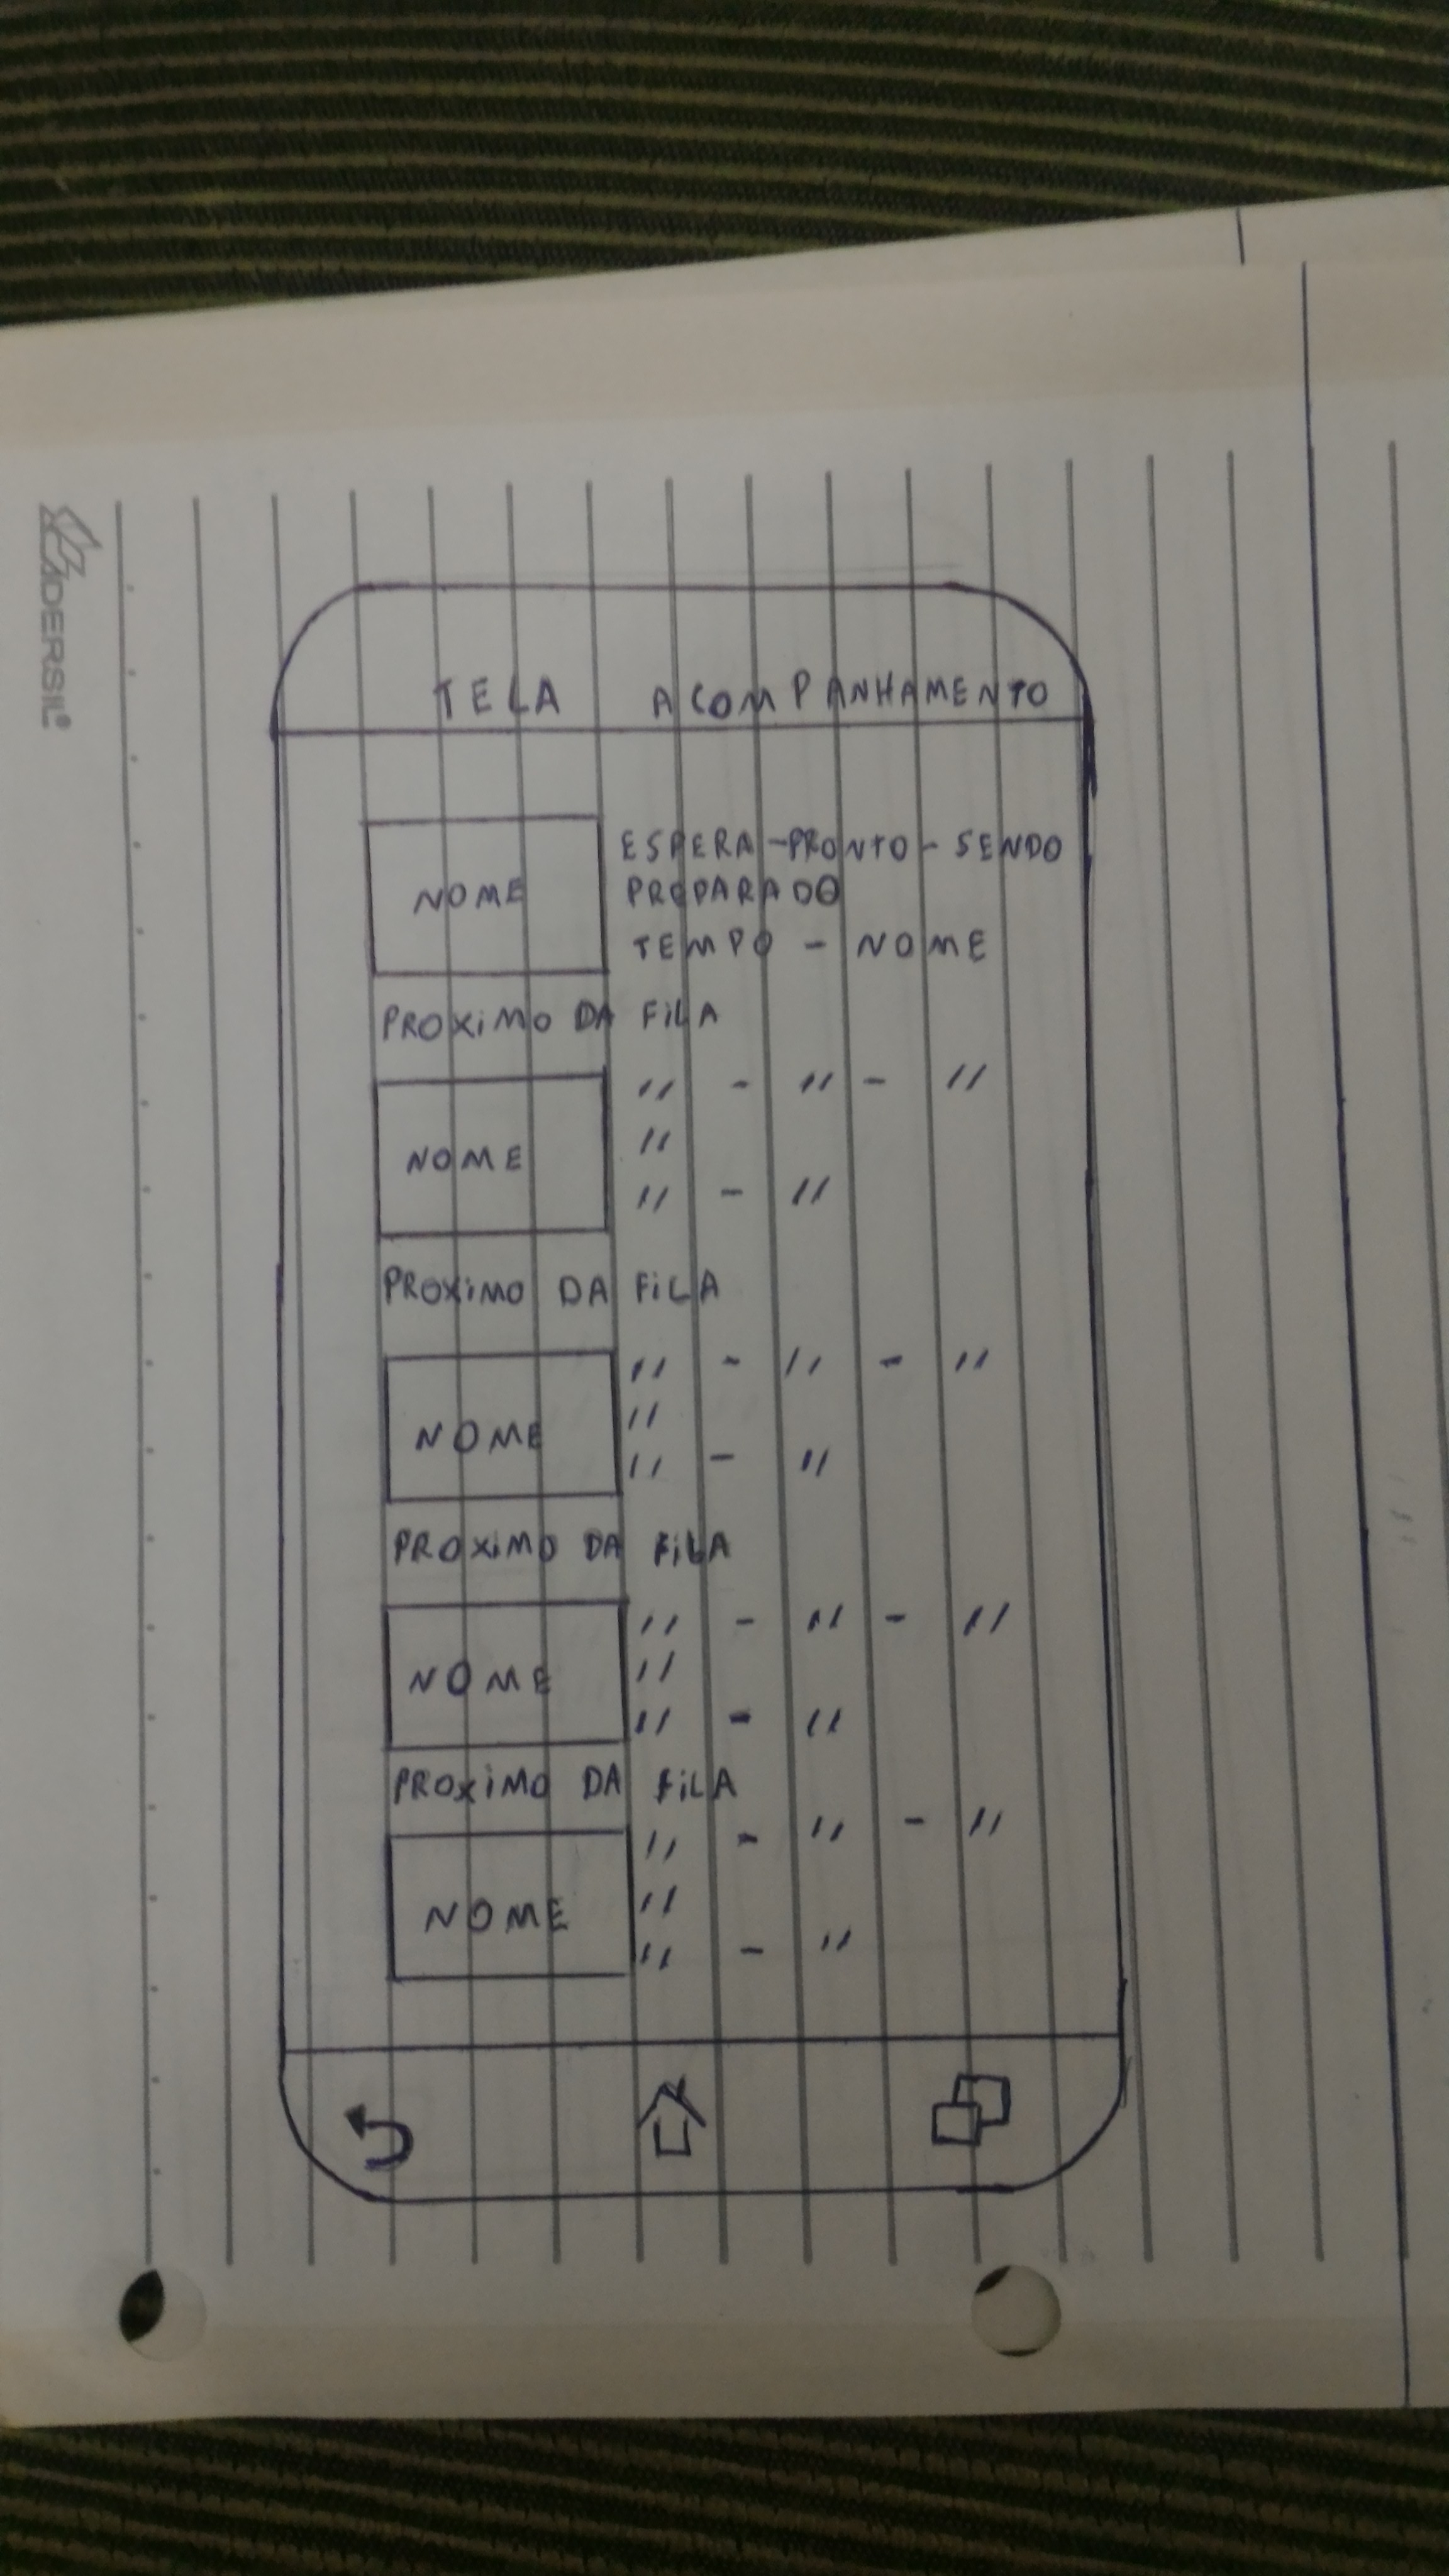 TELA ACOMPANHAMENTO
NOME
ESPERA - PRONTO - SENDO
PREPARADO
TEMPO - NOME
PROXIMO DA FILA
NOME
" - " - "
"
" - "
PROXIMO DA FILA
NOME
" - " - "
"
" - "
PROXIMO DA FILA
NOME
" - " - "
"
" - "
PROXIMO DA FILA
NOME
" - " - "
"
" - "
ADERSIL®